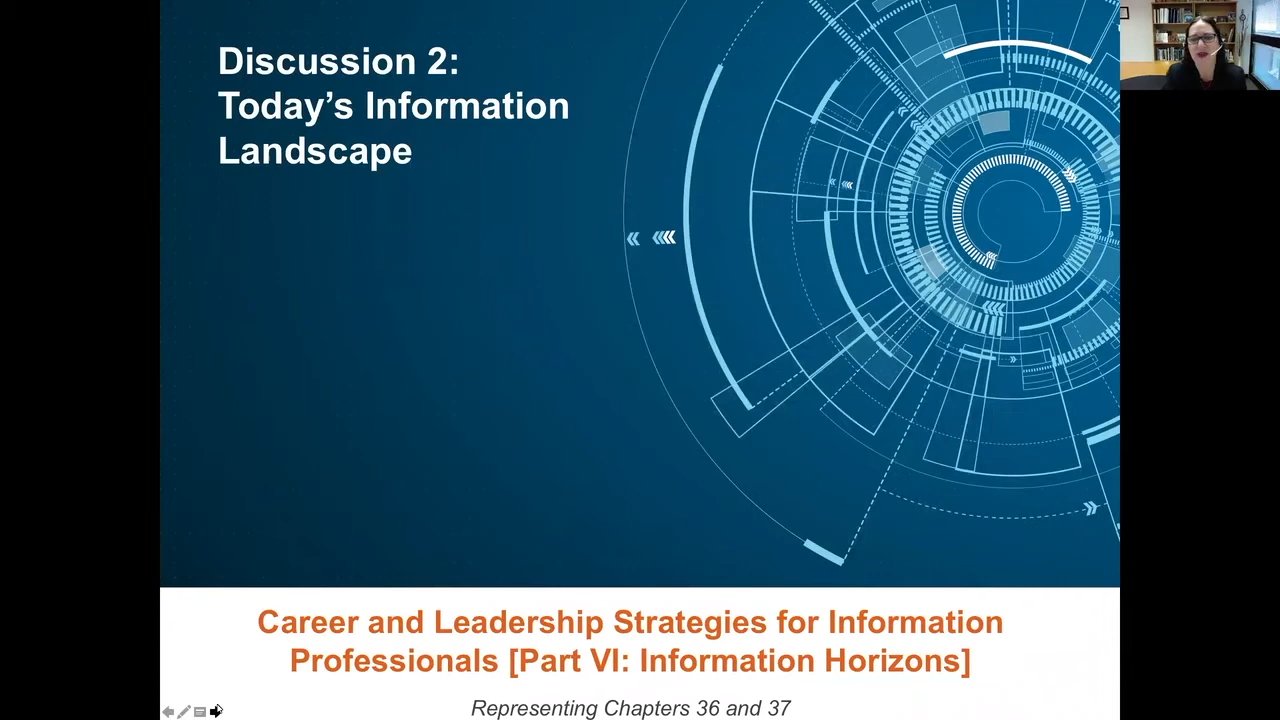 Discussion 2:
Today’s Information
Landscape
Career and Leadership Strategies for Information
Professionals [Part VI: Information Horizons]
Representing Chapters 36 and 37